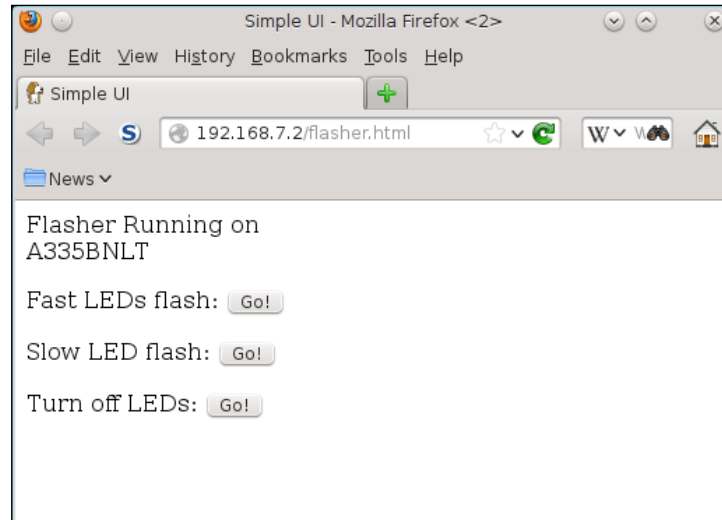 Simple UI - Mozilla Firefox <2>
File Edit View History Bookmarks Tools Help
Simple UI
S 192.168.7.2/flasher.html W W
News
Flasher Running on
A335BNLT
Fast LEDs flash: Go!
Slow LED flash: Go!
Turn off LEDs: Go!